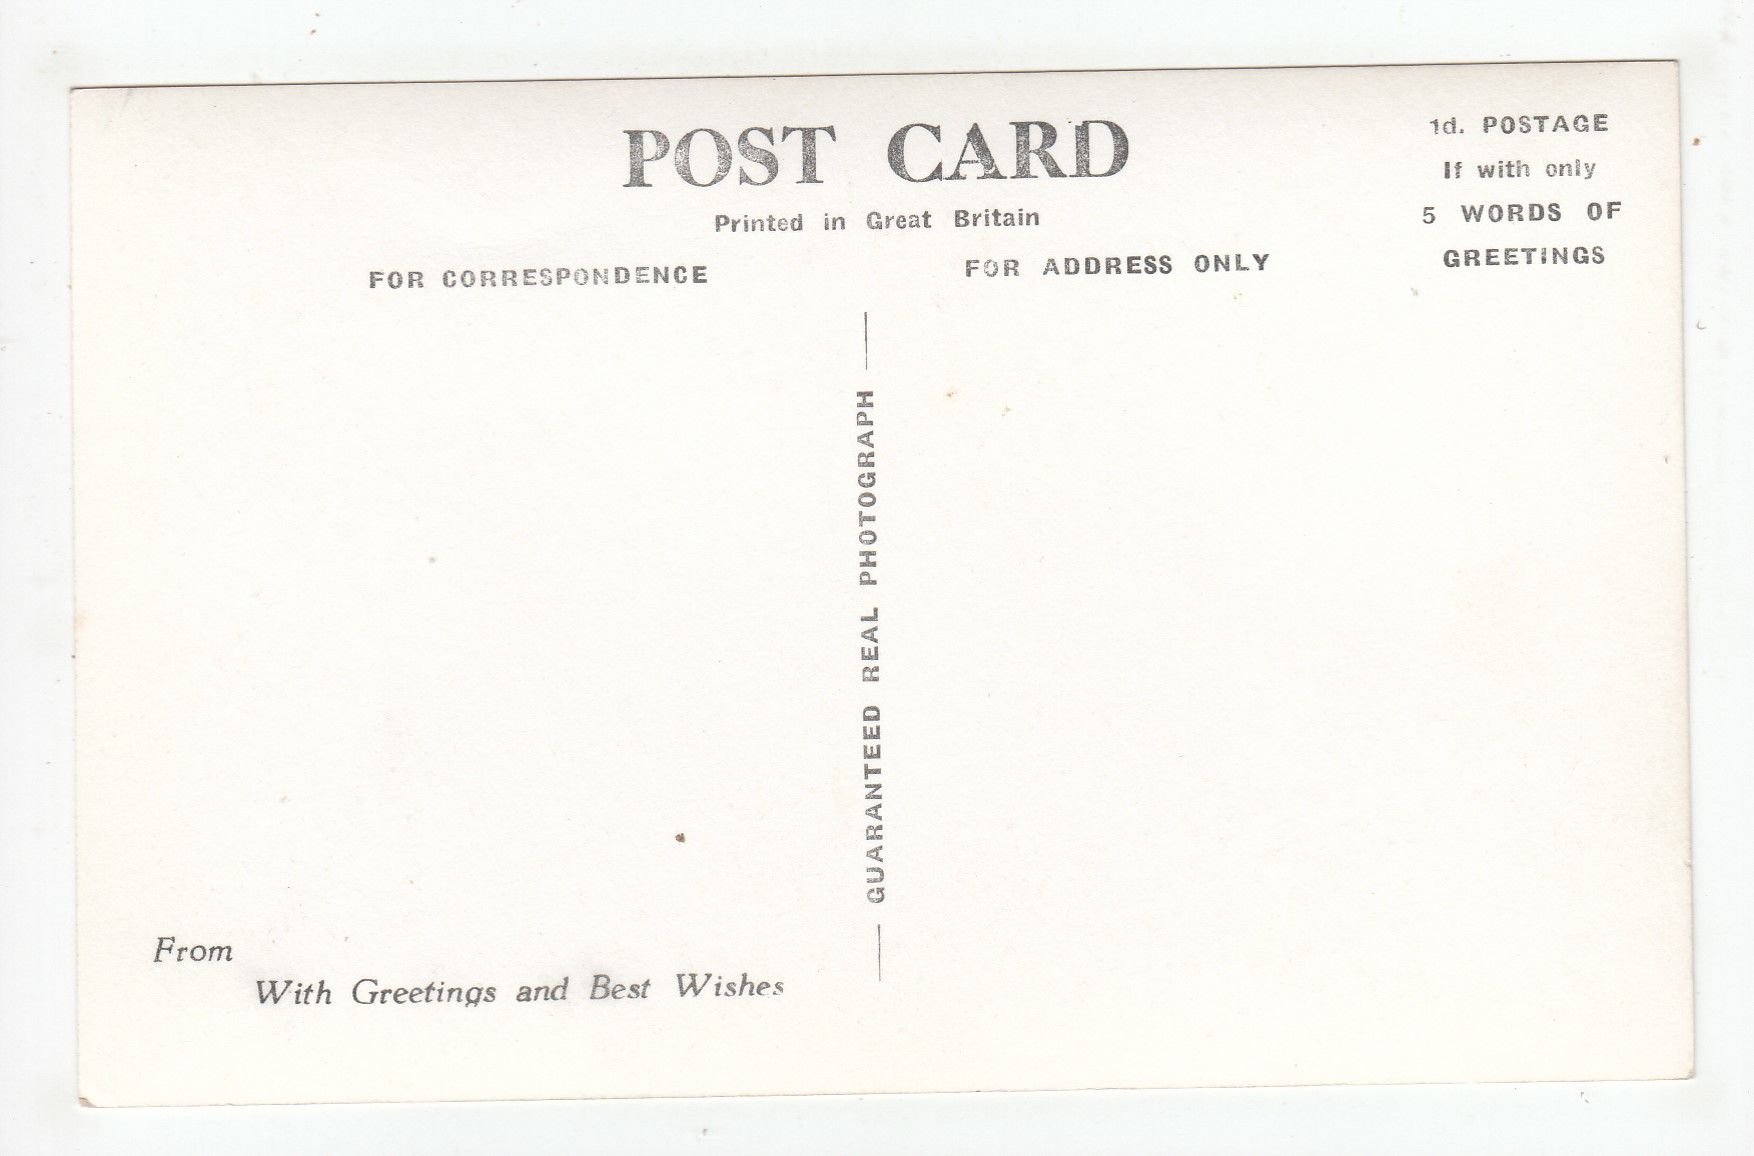 POST CARD
Printed in Great Britain
1d. POSTAGE
If with only
5 WORDS OF
GREETINGS
FOR CORRESPONDENCE
FOR ADDRESS ONLY
GUARANTEED REAL PHOTOGRAPH
From
With Greetings and Best Wishes